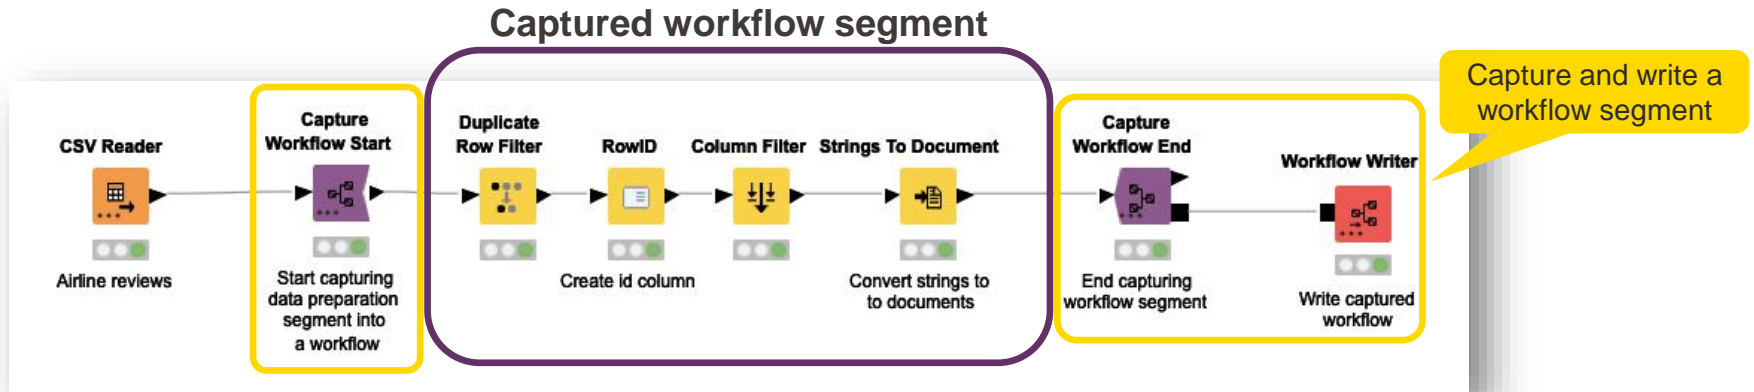 Captured workflow segment
Capture and write a
workflow segment
CSV Reader
Airline reviews
Capture
Workflow Start
Start capturing
data preparation
segment into
a workflow
Duplicate
Row Filter
RowID
Create id column
Column Filter
Strings To Document
Convert strings to
to documents
Capture
Workflow End
End capturing
workflow segment
Workflow Writer
Write captured
workflow